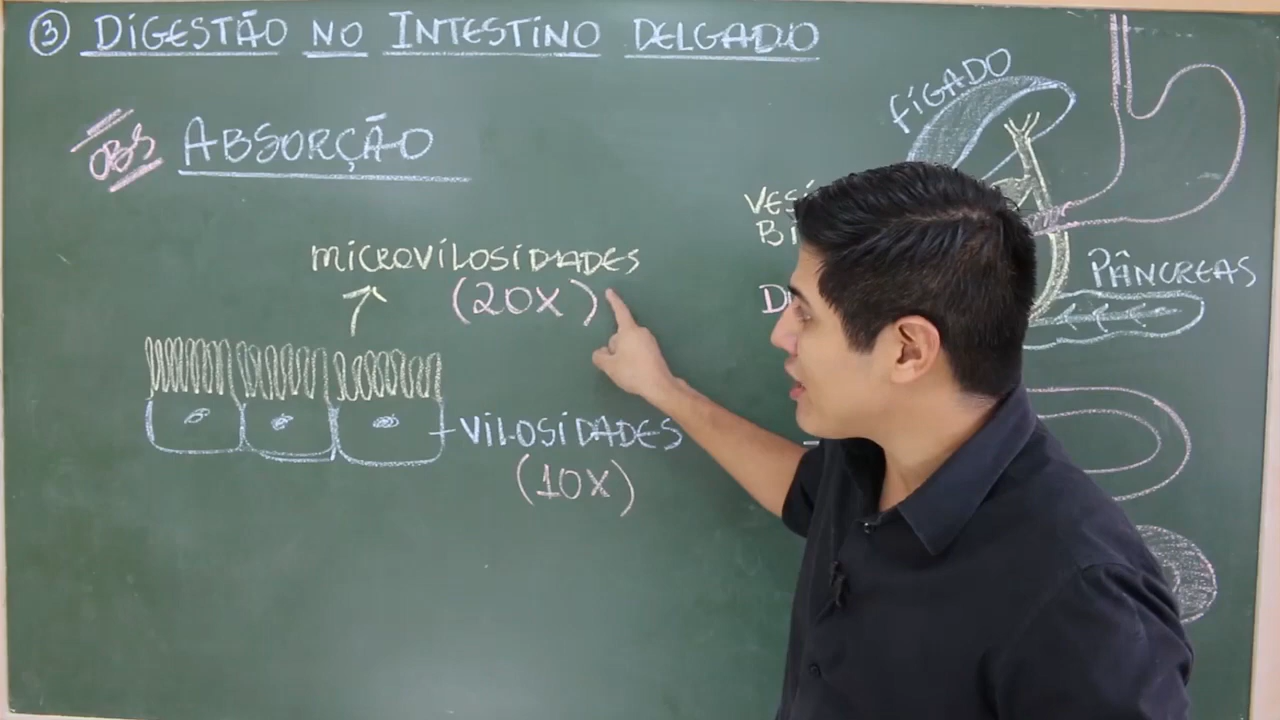 3 DIGESTÃO NO INTESTINO DELGADO
OBS ABSORÇÃO
MICROVILOSIDADES
(20X)
VILOSIDADES
(10X)
FÍGADO
PÂNCREAS